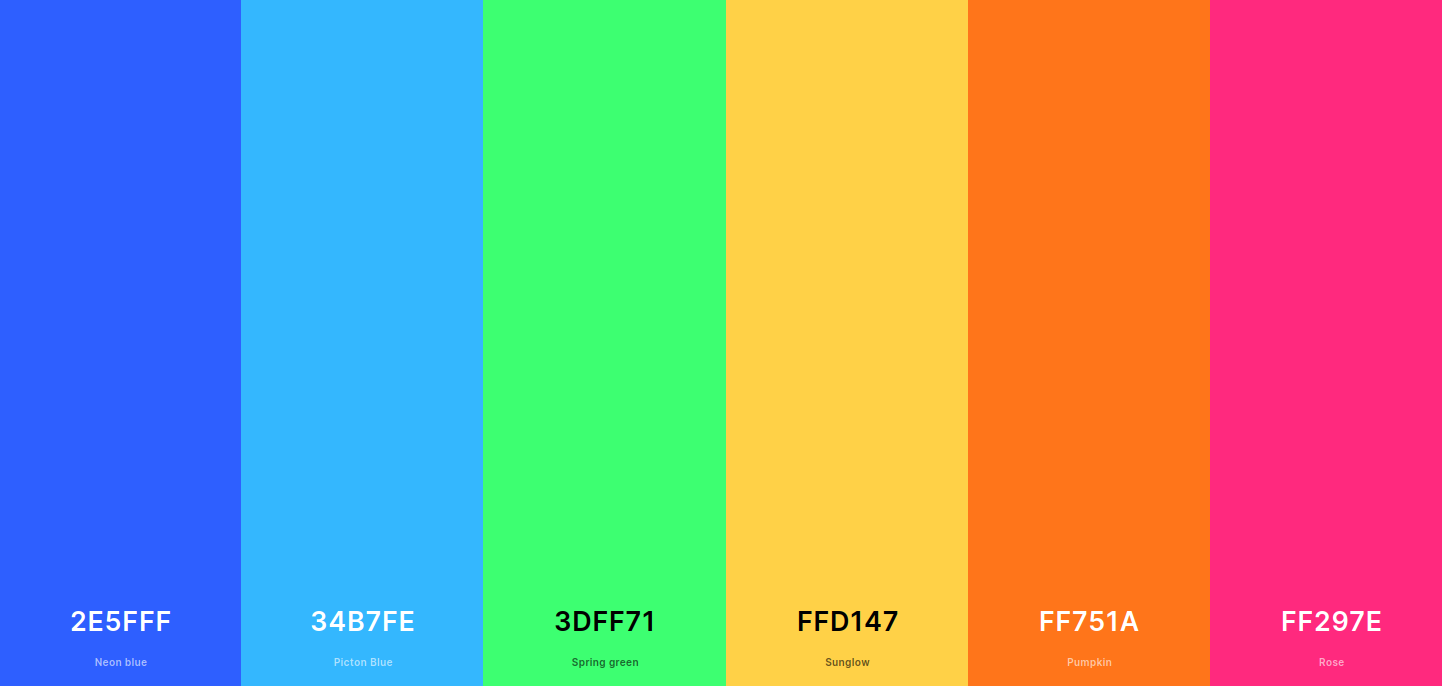 2E5FFF
34B7FE
3DFF71
FFD147
FF751A
FF297E
Neon blue
Picton Blue
Spring green
Sunglow
Pumpkin
Rose